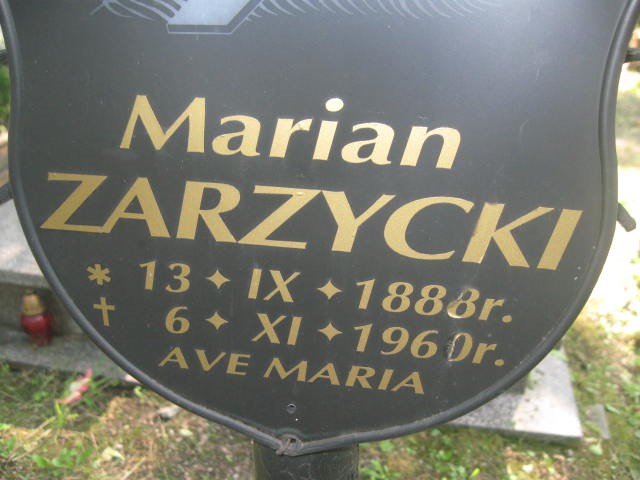 Marian
ZARZYCKI
* 13 ✦ IX ✦ 1888r.
† 6 ✦ XI ✦ 1960r.
AVE MARIA